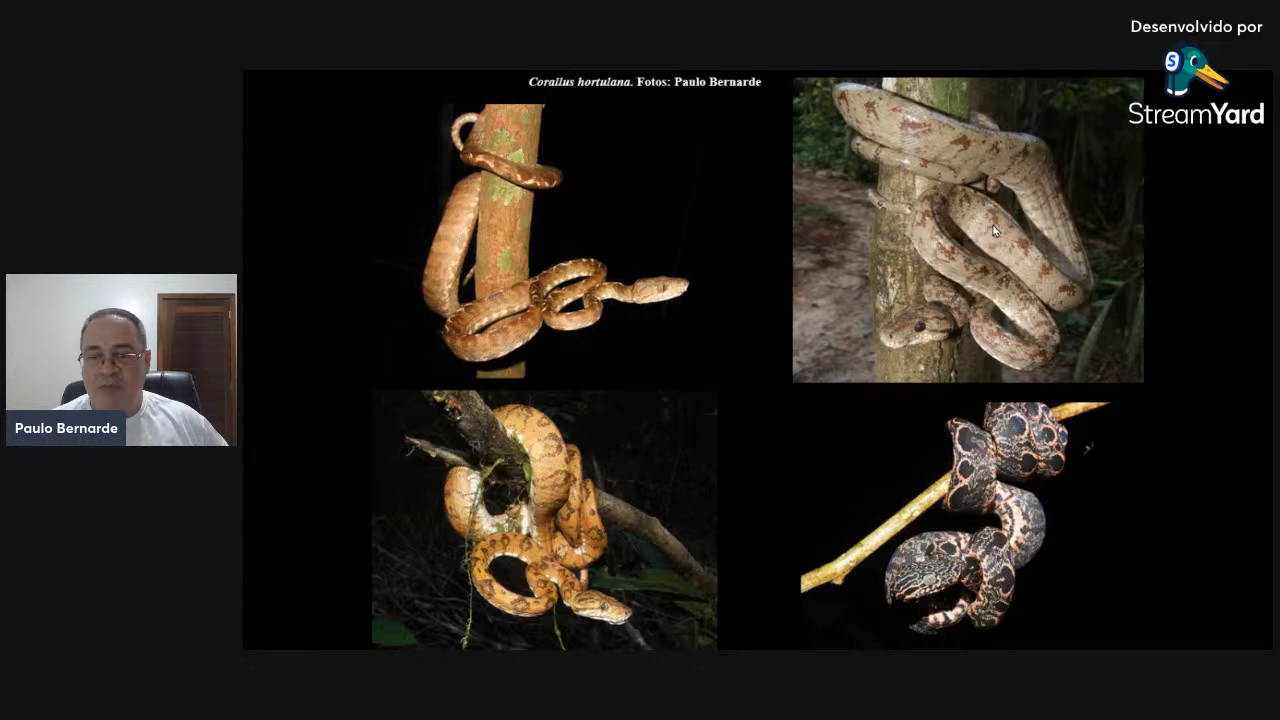 Desenvolvido por
S
StreamYard
Corallus hortulana. Fotos: Paulo Bernarde
Paulo Bernarde